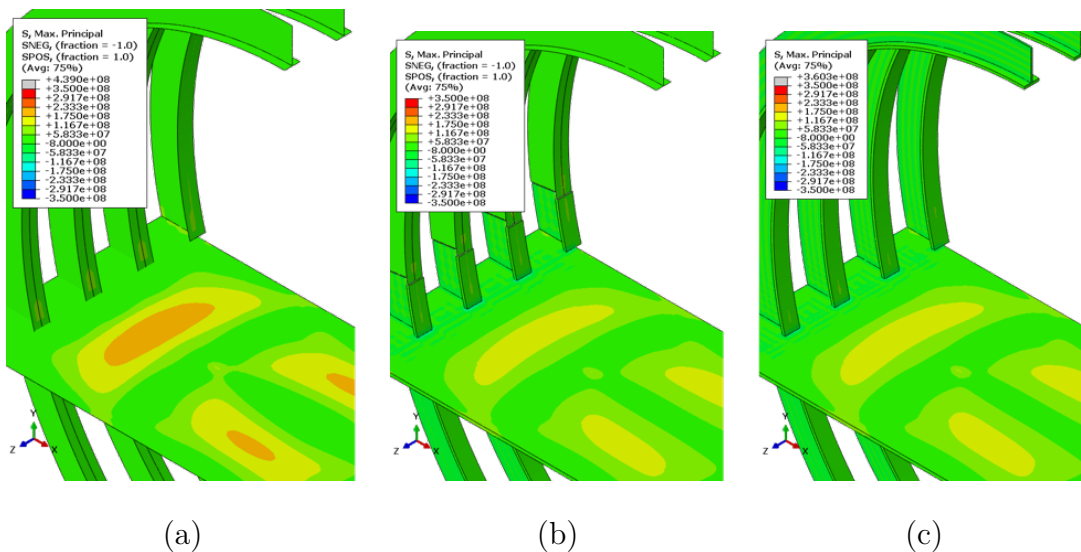 S, Max. Principal
SNEG, (fraction = -1.0)
SPOS, (fraction = 1.0)
(Avg: 75%)
+4.390e+08
+3.500e+08
+2.917e+08
+2.333e+08
+1.750e+08
+1.167e+08
+5.833e+07
-8.000e+00
-5.833e+07
-1.167e+08
-1.750e+08
-2.333e+08
-2.917e+08
-3.500e+08
Y
Z
X
(a)
S, Max. Principal
SNEG, (fraction = -1.0)
SPOS, (fraction = 1.0)
(Avg: 75%)
+3.500e+08
+2.917e+08
+2.333e+08
+1.750e+08
+1.167e+08
+5.833e+07
-8.000e+00
-5.833e+07
-1.167e+08
-1.750e+08
-2.333e+08
-2.917e+08
-3.500e+08
Y
Z
X
(b)
S, Max. Principal
(Avg: 75%)
+3.603e+08
+3.500e+08
+2.917e+08
+2.333e+08
+1.750e+08
+1.167e+08
+5.833e+07
-8.000e+00
-5.833e+07
-1.167e+08
-1.750e+08
-2.333e+08
-2.917e+08
-3.500e+08
Y
Z
X
(c)